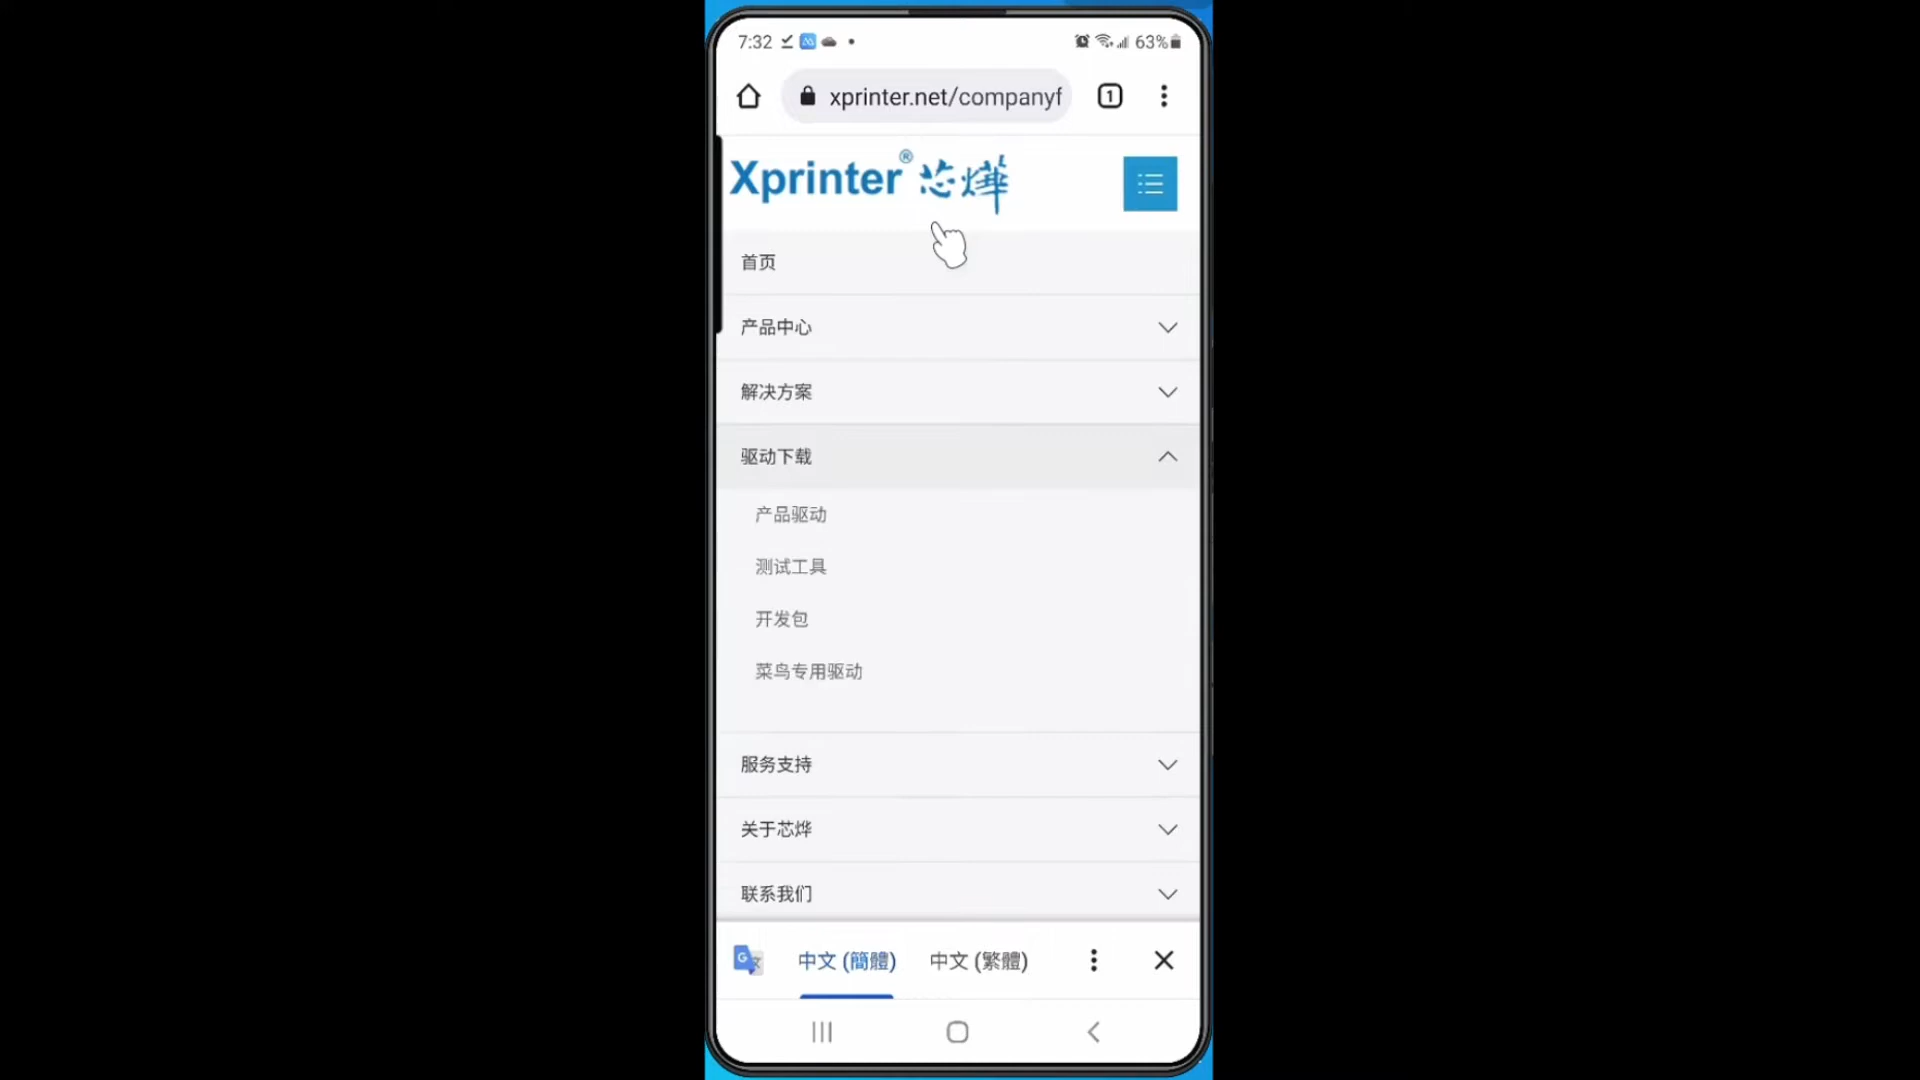 7:32 63%
xprinter.net/companyf 1
Xprinter® 芯燁
首页
产品中心
解决方案
驱动下载
产品驱动
测试工具
开发包
菜鸟专用驱动
服务支持
关于芯烨
联系我们
中文 (簡體) 中文 (繁體)